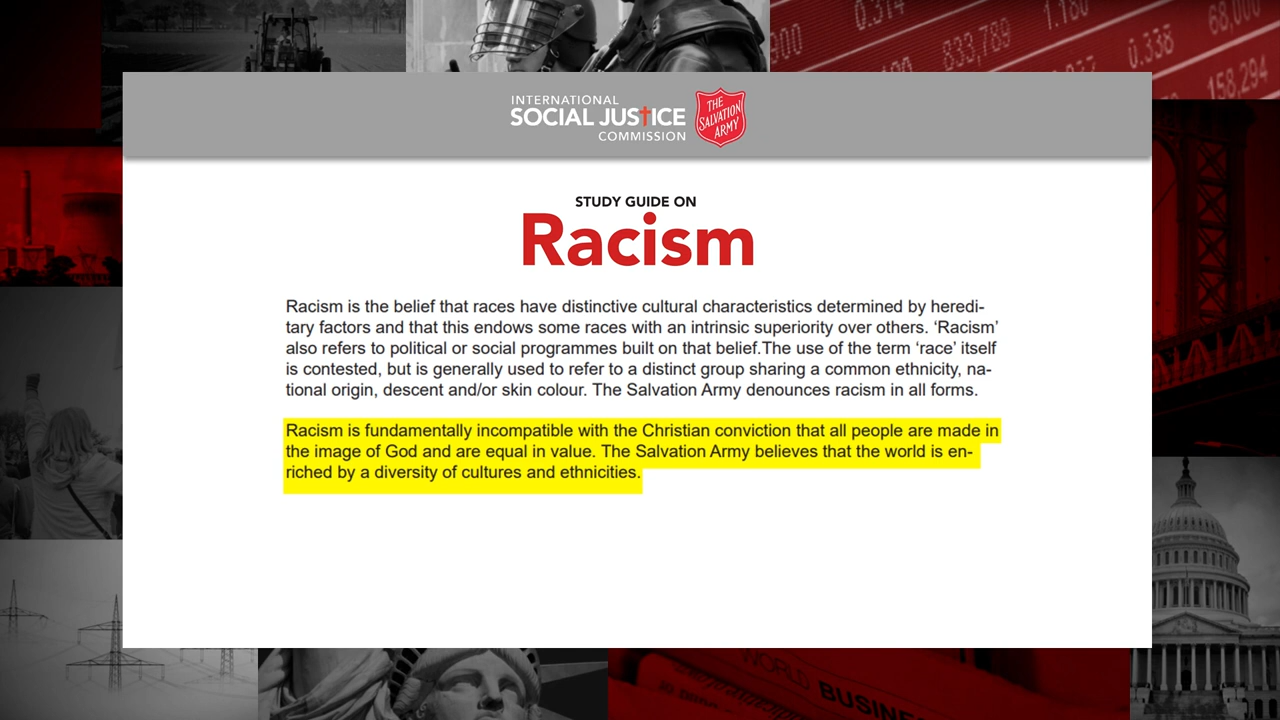 0.314
1.180
68,000
900
833,789
0.338
158,294
INTERNATIONAL
SOCIAL JUSTICE
COMMISSION
THE
SALVATION
ARMY
STUDY GUIDE ON
Racism
Racism is the belief that races have distinctive cultural characteristics determined by heredi-
tary factors and that this endows some races with an intrinsic superiority over others. ‘Racism’
also refers to political or social programmes built on that belief.The use of the term ‘race’ itself
is contested, but is generally used to refer to a distinct group sharing a common ethnicity, na-
tional origin, descent and/or skin colour. The Salvation Army denounces racism in all forms.
Racism is fundamentally incompatible with the Christian conviction that all people are made in
the image of God and are equal in value. The Salvation Army believes that the world is en-
riched by a diversity of cultures and ethnicities.
WORLD BUSINE